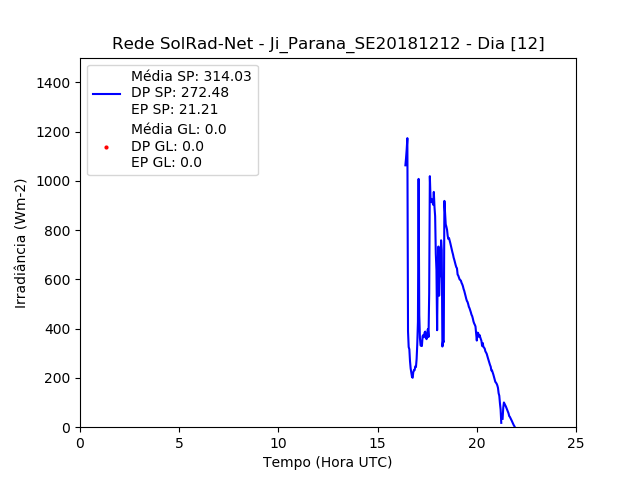 Rede SolRad-Net - Ji_Parana_SE20181212 - Dia [12]
Média SP: 314.03
DP SP: 272.48
EP SP: 21.21
Média GL: 0.0
DP GL: 0.0
EP GL: 0.0
Irradiância (Wm-2)
1400
1200
1000
800
600
400
200
0
0 5 10 15 20 25
Tempo (Hora UTC)